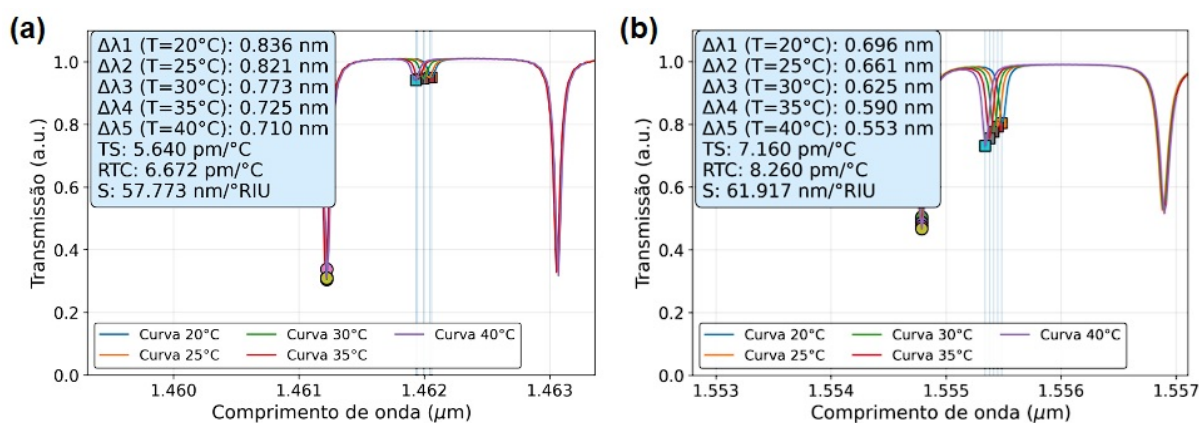 (a)
Δλ1 (T=20°C): 0.836 nm
Δλ2 (T=25°C): 0.821 nm
Δλ3 (T=30°C): 0.773 nm
Δλ4 (T=35°C): 0.725 nm
Δλ5 (T=40°C): 0.710 nm
TS: 5.640 pm/°C
RTC: 6.672 pm/°C
S: 57.773 nm/°RIU
Transmissão (a.u.)
1.0
0.8
0.6
0.4
0.2
0.0
Curva 20°C Curva 30°C Curva 40°C
Curva 25°C Curva 35°C
1.460 1.461 1.462 1.463
Comprimento de onda (μm)
(b)
Δλ1 (T=20°C): 0.696 nm
Δλ2 (T=25°C): 0.661 nm
Δλ3 (T=30°C): 0.625 nm
Δλ4 (T=35°C): 0.590 nm
Δλ5 (T=40°C): 0.553 nm
TS: 7.160 pm/°C
RTC: 8.260 pm/°C
S: 61.917 nm/°RIU
Transmissão (a.u.)
1.0
0.8
0.6
0.4
0.2
0.0
Curva 20°C Curva 30°C Curva 40°C
Curva 25°C Curva 35°C
1.553 1.554 1.555 1.556 1.557
Comprimento de onda (μm)